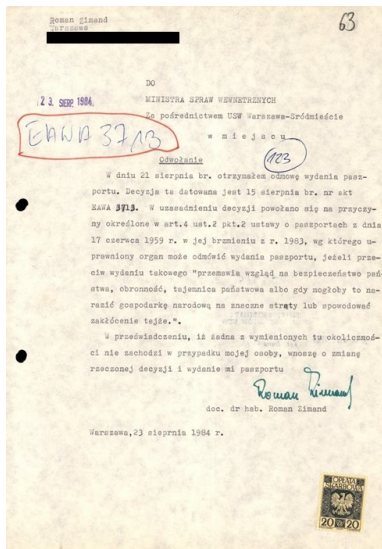 Roman Zimand
Warszawa
63
DO
MINISTRA SPRAW WEWNETRZNYCH
23. SIERP. 1984
Za pośrednictwem USW Warszawa-Śródmieście
w miejscu
EAWA 3713
123
Odwołanie
W dniu 21 sierpnia br. otrzymałem odmowę wydania pasz-
portu. Decyzja ta datowana jest 15 sierpnia br. nr akt
EAWA 3713. W uzasadnieniu decyzji powołano się na przyczy-
ny określone w art.4 ust.2 pkt.2 ustawy o paszportach z dnia
17 czerwca 1959 r. w jej brzmieniu z r. 1983, wg którego u-
prawniony organ może odmówić wydania paszportu, jeżeli prze-
ciw wydaniu takowego "przemawia wzgląd na bezpieczeństwo pań
stwa, obronność, tajemnica państwowa albo gdy mogłoby to na-
razić gospodarkę narodową na znaczne straty lub spowodować
zakłócenie tejże.".
W przeświadczeniu, iż żadna z wymienionych tu okolicznoś-
ci nie zachodzi w przypadku mojej osoby, wnoszę o zmianę
rzeczonej decyzji i wydanie mi paszportu
Roman Zimand
doc. dr hab. Roman Zimand
Warszawa,23 sierpnia 1984 r.
OPŁATA
SKARBOWA
20 20